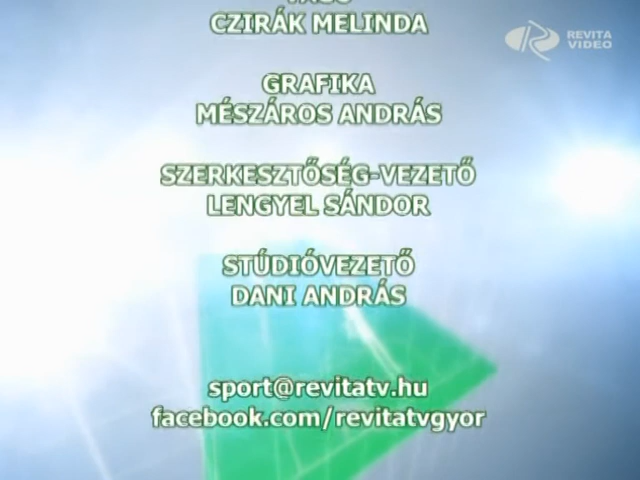 CZIRÁK MELINDA
REVITA
VIDEO
GRAFIKA
MÉSZÁROS ANDRÁS
SZERKESZTŐSÉG-VEZETŐ
LENGYEL SÁNDOR
STÚDIÓVEZETŐ
DANI ANDRÁS
sport@revitatv.hu
facebook.com/revitatvgyor